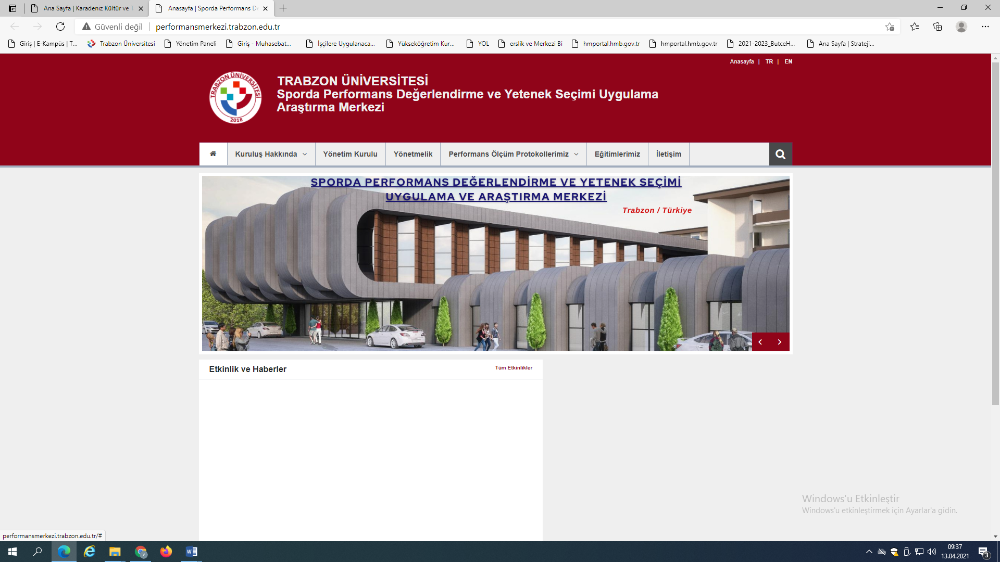 Ana Sayfa | Karadeniz Kültür ve T
Anasayfa | Sporda Performans De
Güvenli değil
performansmerkezi.trabzon.edu.tr
Giriş | E-Kampüs | T...
Trabzon Üniversitesi
Yönetim Paneli
Giriş - Muhasebat...
İşçilere Uygulanaca...
Yükseköğretim Kur...
YOL
erslik ve Merkezi Bi
hmportal.hmb.gov.tr
hmportal.hmb.gov.tr
2021-2023_ButceH...
Ana Sayfa | Strateji...
Anasayfa | TR | EN
TRABZON ÜNİVERSİTESİ
2018
TRABZON ÜNİVERSİTESİ
Sporda Performans Değerlendirme ve Yetenek Seçimi Uygulama
Araştırma Merkezi
Kuruluş Hakkında
Yönetim Kurulu
Yönetmelik
Performans Ölçüm Protokollerimiz
Eğitimlerimiz
İletişim
SPORDA PERFORMANS DEĞERLENDİRME VE YETENEK SEÇİMİ
UYGULAMA VE ARAŞTIRMA MERKEZİ
Trabzon / Türkiye
Etkinlik ve Haberler
Tüm Etkinlikler
Windows'u Etkinleştir
Windows'u etkinleştirmek için Ayarlar'a gidin.
performansmerkezi.trabzon.edu.tr/#
09:37
13.04.2021
3